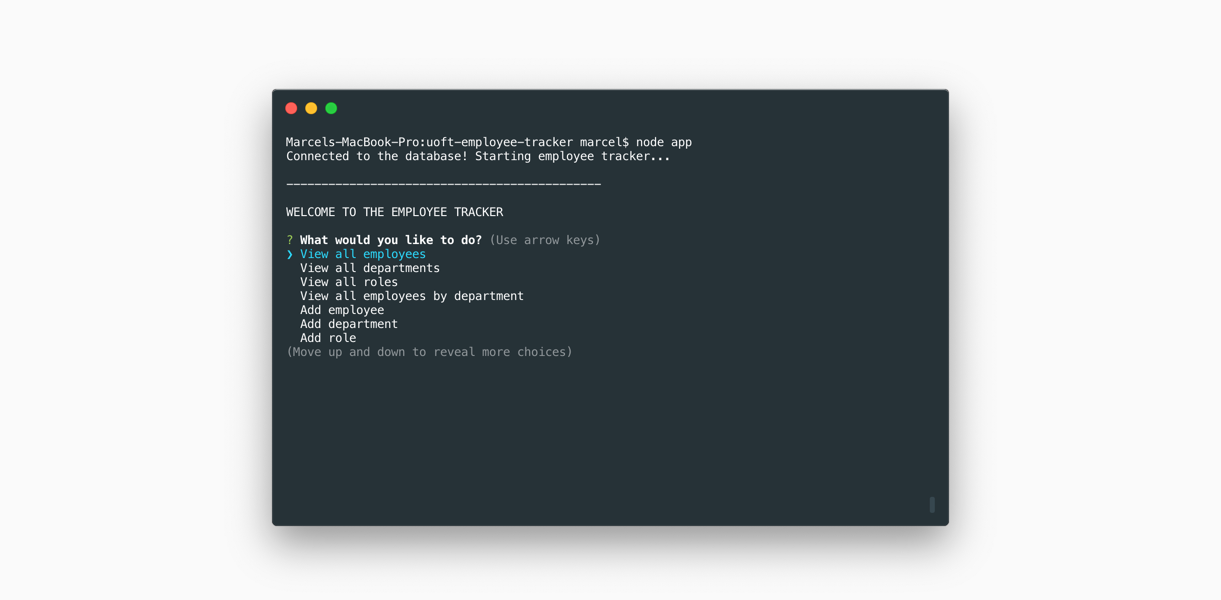 Marcels-MacBook-Pro:uoft-employee-tracker marcel$ node app
Connected to the database! Starting employee tracker...
---------------------------------------------
WELCOME TO THE EMPLOYEE TRACKER
? What would you like to do? (Use arrow keys)
❯ View all employees
View all departments
View all roles
View all employees by department
Add employee
Add department
Add role
(Move up and down to reveal more choices)